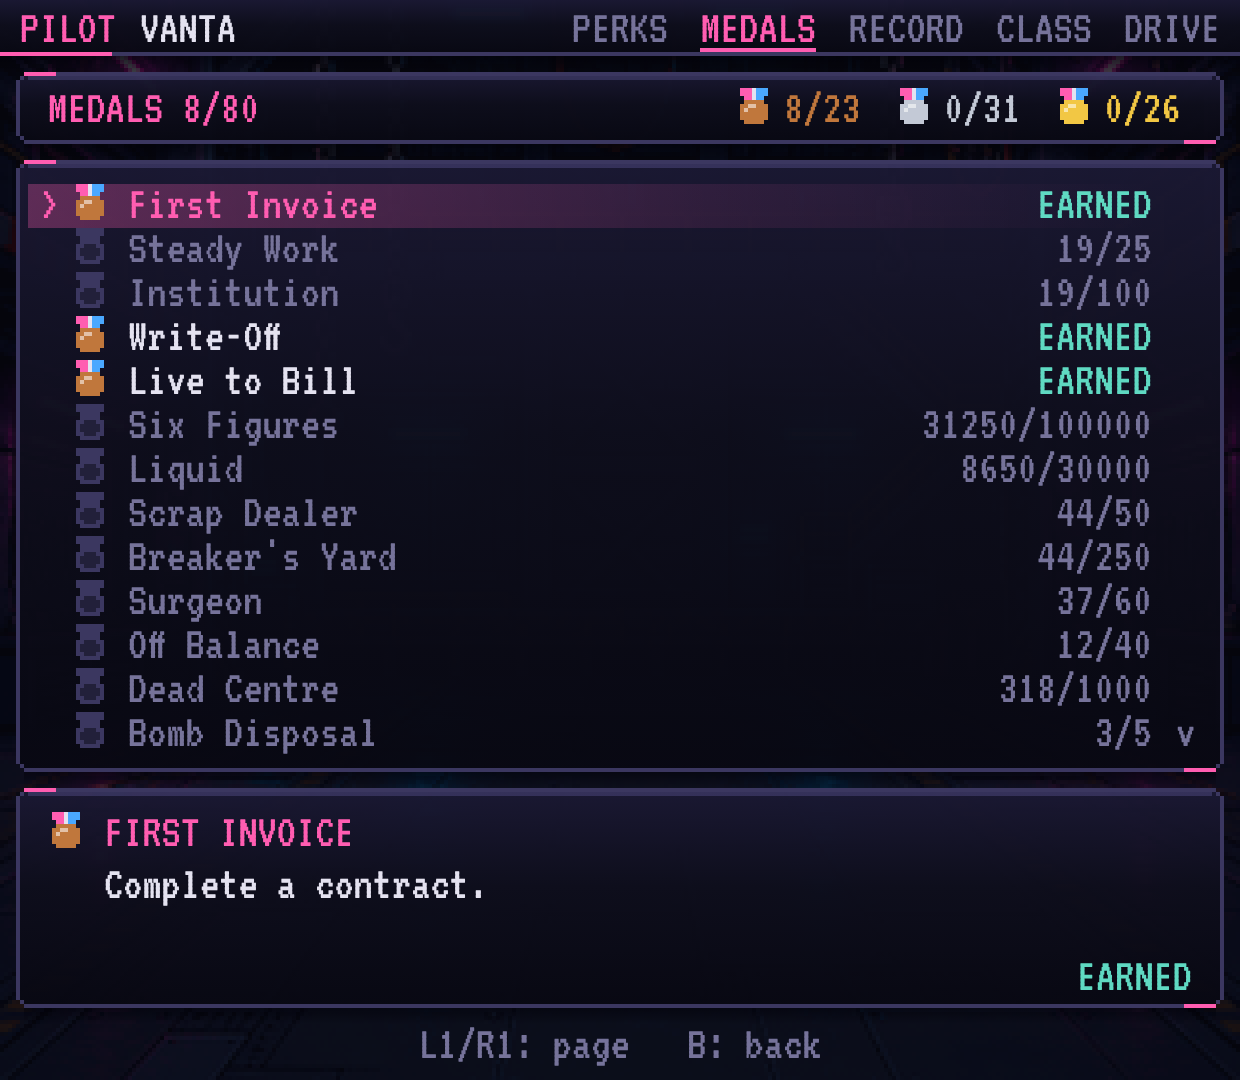 PILOT VANTA PERKS MEDALS RECORD CLASS DRIVE
MEDALS 8/80 8/23 0/31 0/26
> First Invoice EARNED
Steady Work 19/25
Institution 19/100
Write-Off EARNED
Live to Bill EARNED
Six Figures 31250/100000
Liquid 8650/30000
Scrap Dealer 44/50
Breaker's Yard 44/250
Surgeon 37/60
Off Balance 12/40
Dead Centre 318/1000
Bomb Disposal 3/5 v
FIRST INVOICE
Complete a contract.
EARNED
L1/R1: page B: back